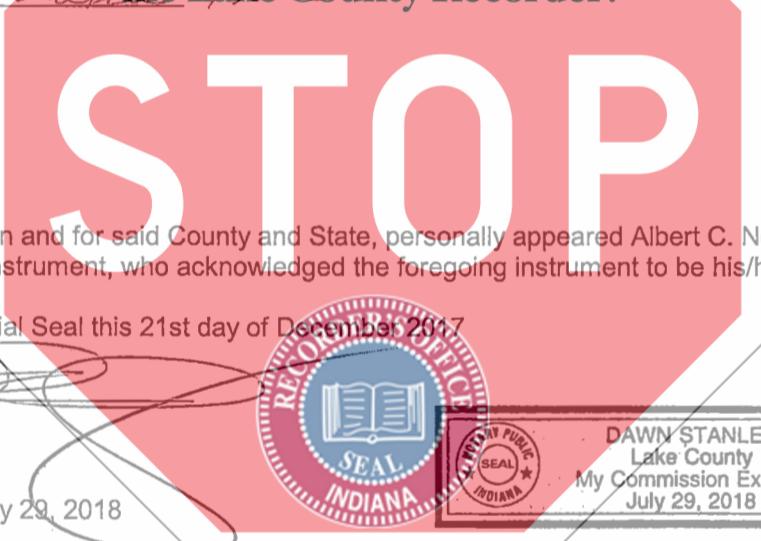 Lake County Recorder!
STOP
n and for said County and State, personally appeared Albert C. N
nstrument, who acknowledged the foregoing instrument to be his/h
ial Seal this 21st day of December 2017
RECORDER'S OFFICE
SEAL
INDIANA
NOTARY PUBLIC
SEAL
INDIANA
DAWN STANLE
Lake County
My Commission Ex
July 29, 2018
y 29, 2018